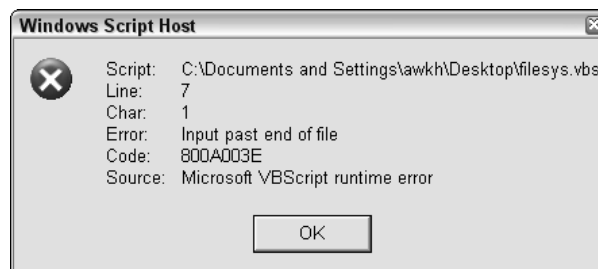 Windows Script Host
Script: C:\Documents and Settings\awkh\Desktop\filesys.vbs
Line: 7
Char: 1
Error: Input past end of file
Code: 800A003E
Source: Microsoft VBScript runtime error
OK